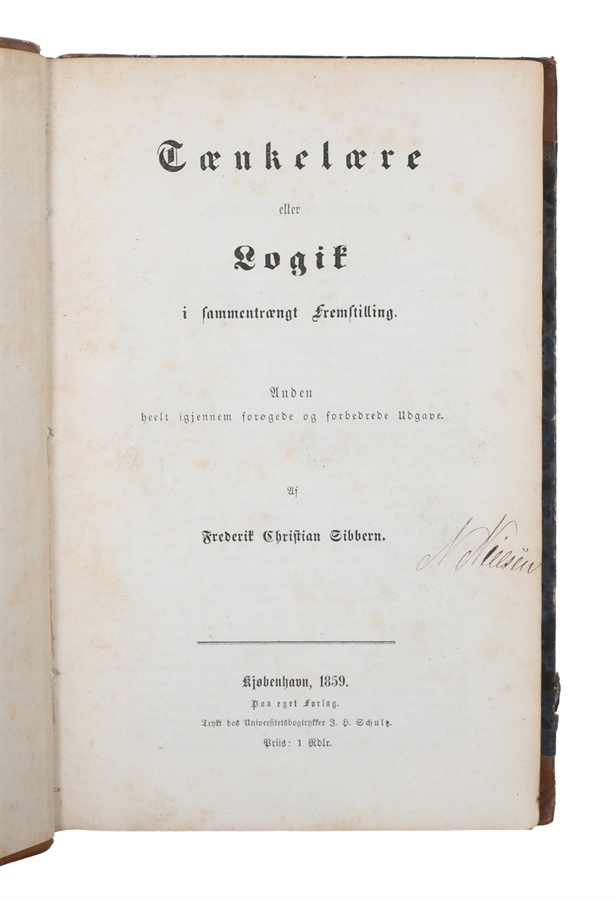 Tænkelære
eller
Logik
i sammentrængt Fremstilling.
Anden
heelt igjennem forøgede og forbedrede Udgave.
Af
Frederik Christian Sibbern.
N Nielsen
Kjøbenhavn, 1859.
Paa eget Forlag.
Trykt hos Universitetsbogtrykker J. H. Schultz.
Priis: 1 Rdlr.